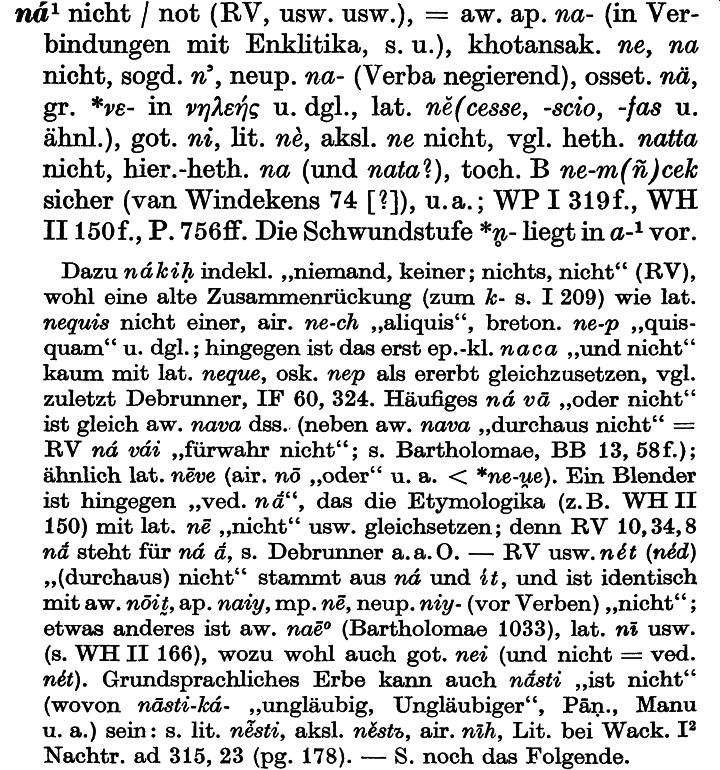 ná¹ nicht / not (RV, usw. usw.), = aw. ap. na- (in Ver-
bindungen mit Enklitika, s. u.), khotansak. ne, na
nicht, sogd. nʾ, neup. na- (Verba negierend), osset. nä,
gr. *νε- in νηλεής u. dgl., lat. nĕ(cesse, -scio, -fas u.
ähnl.), got. ni, lit. nè, aksl. ne nicht, vgl. heth. natta
nicht, hier.-heth. na (und nata?), toch. B ne-m(ñ)cek
sicher (van Windekens 74 [?]), u. a.; WP I 319f., WH
II 150f., P. 756ff. Die Schwundstufe *n̥- liegt in a-¹ vor.
Dazu nákiḥ indekl. „niemand, keiner; nichts, nicht“ (RV),
wohl eine alte Zusammenrückung (zum k- s. I 209) wie lat.
nequis nicht einer, air. ne-ch „aliquis“, breton. ne-p „quis-
quam“ u. dgl.; hingegen ist das erst ep.-kl. naca „und nicht“
kaum mit lat. neque, osk. nep als ererbt gleichzusetzen, vgl.
zuletzt Debrunner, IF 60, 324. Häufiges ná vā „oder nicht“
ist gleich aw. nava dss. (neben aw. nava „durchaus nicht“ =
RV ná vái „fürwahr nicht“; s. Bartholomae, BB 13, 58f.);
ähnlich lat. nēve (air. nō „oder“ u. a. < *ne-u̯e). Ein Blender
ist hingegen „ved. nā́“, das die Etymologika (z. B. WH II
150) mit lat. nē „nicht“ usw. gleichsetzen; denn RV 10,34,8
nā́ steht für ná ā́, s. Debrunner a. a. O. — RV usw. nét (néd)
„(durchaus) nicht“ stammt aus ná und ít, und ist identisch
mit aw. nōiṯ, ap. naiy, mp. nē, neup. niy- (vor Verben) „nicht“;
etwas anderes ist aw. naē° (Bartholomae 1033), lat. nī usw.
(s. WH II 166), wozu wohl auch got. nei (und nicht = ved.
nét). Grundsprachliches Erbe kann auch nā́sti „ist nicht“
(wovon nāsti-ká- „ungläubig, Ungläubiger“, Pāṇ., Manu
u. a.) sein: s. lit. nė̃sti, aksl. něstъ, air. nīh, Lit. bei Wack. I²
Nachtr. ad 315, 23 (pg. 178). — S. noch das Folgende.